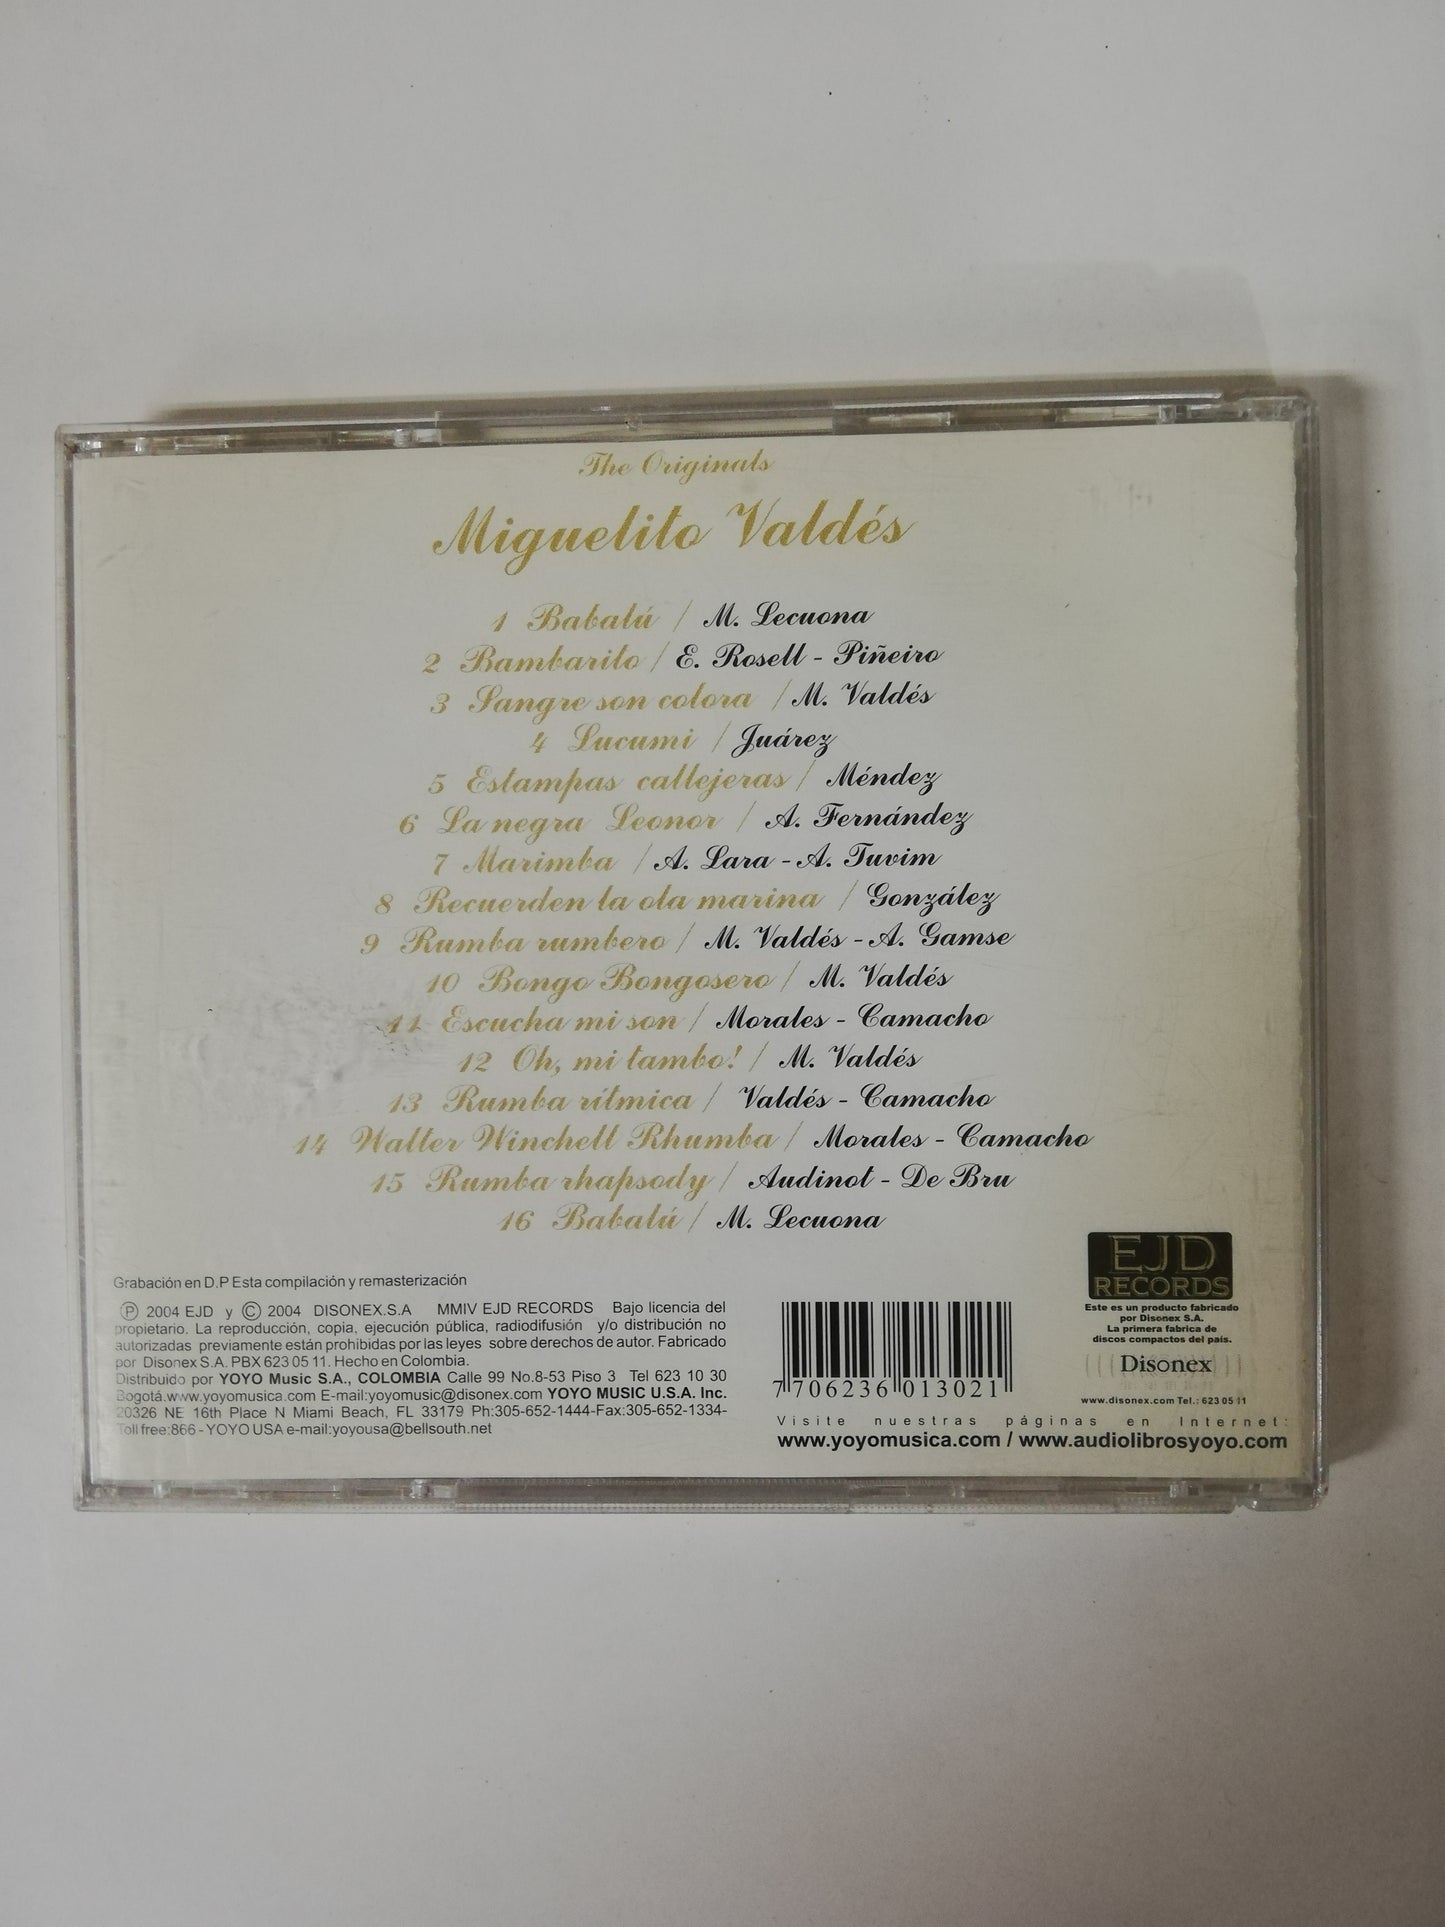 The Originals
Miguelito Valdés
1 Babalú / M. Lecuona
2 Bambarito / E. Rosell - Piñeiro
3 Sangre son colora / M. Valdés
4 Lucumi / Juárez
5 Estampas callejeras / Méndez
6 La negra Leonor / A. Fernández
7 Marimba / A. Lara - A. Tuvim
8 Recuerden la ola marina / González
9 Rumba rumbero / M. Valdés - A. Gamse
10 Bongo Bongosero / M. Valdés
11 Escucha mi son / Morales - Camacho
12 Oh, mi tambo! / M. Valdés
13 Rumba rítmica / Valdés - Camacho
14 Walter Winchell Rhumba / Morales - Camacho
15 Rumba rhapsody / Audinot - De Bru
16 Babalú / M. Lecuona
Grabación en D.P Esta compilación y remasterización
Ⓟ 2004 EJD y © 2004 DISONEX.S.A MMIV EJD RECORDS Bajo licencia del
propietario. La reproducción, copia, ejecución pública, radiodifusión y/o distribución no
autorizadas previamente están prohibidas por las leyes sobre derechos de autor. Fabricado
por Disonex S.A. PBX 623 05 11. Hecho en Colombia.
Distribuido por YOYO Music S.A., COLOMBIA Calle 99 No.8-53 Piso 3 Tel 623 10 30
Bogotá.www.yoyomusica.com E-mail:yoyomusic@disonex.com YOYO MUSIC U.S.A. Inc.
20326 NE 16th Place N Miami Beach, FL 33179 Ph:305-652-1444-Fax:305-652-1334-
Toll free:866 - YOYO USA e-mail:yoyousa@bellsouth.net
7 706236 013021
EJD
RECORDS
Este es un producto fabricado
por Disonex S.A.
La primera fabrica de
discos compactos del país.
Disonex
www.disonex.com Tel.: 623 05 11
Visite nuestras páginas en Internet:
www.yoyomusica.com / www.audiolibrosyoyo.com